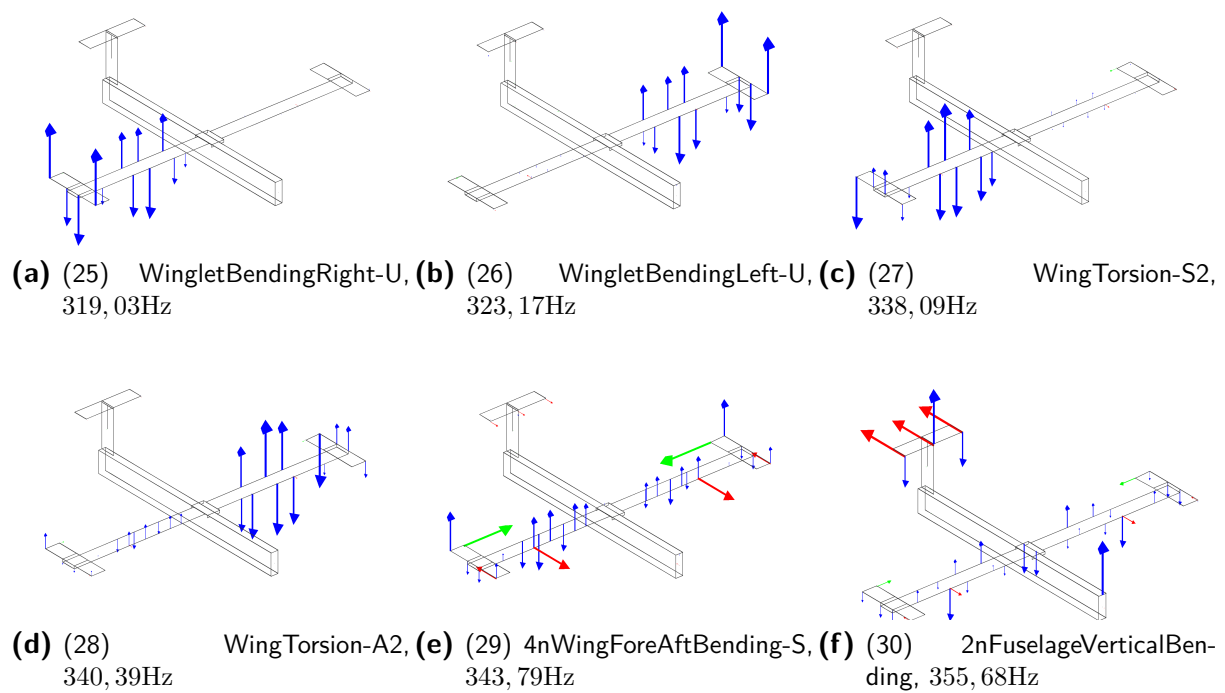 (a) (25) WingletBendingRight-U,
319, 03Hz
(b) (26) WingletBendingLeft-U,
323, 17Hz
(c) (27) WingTorsion-S2,
338, 09Hz
(d) (28) WingTorsion-A2,
340, 39Hz
(e) (29) 4nWingForeAftBending-S,
343, 79Hz
(f) (30) 2nFuselageVerticalBen-
ding, 355, 68Hz